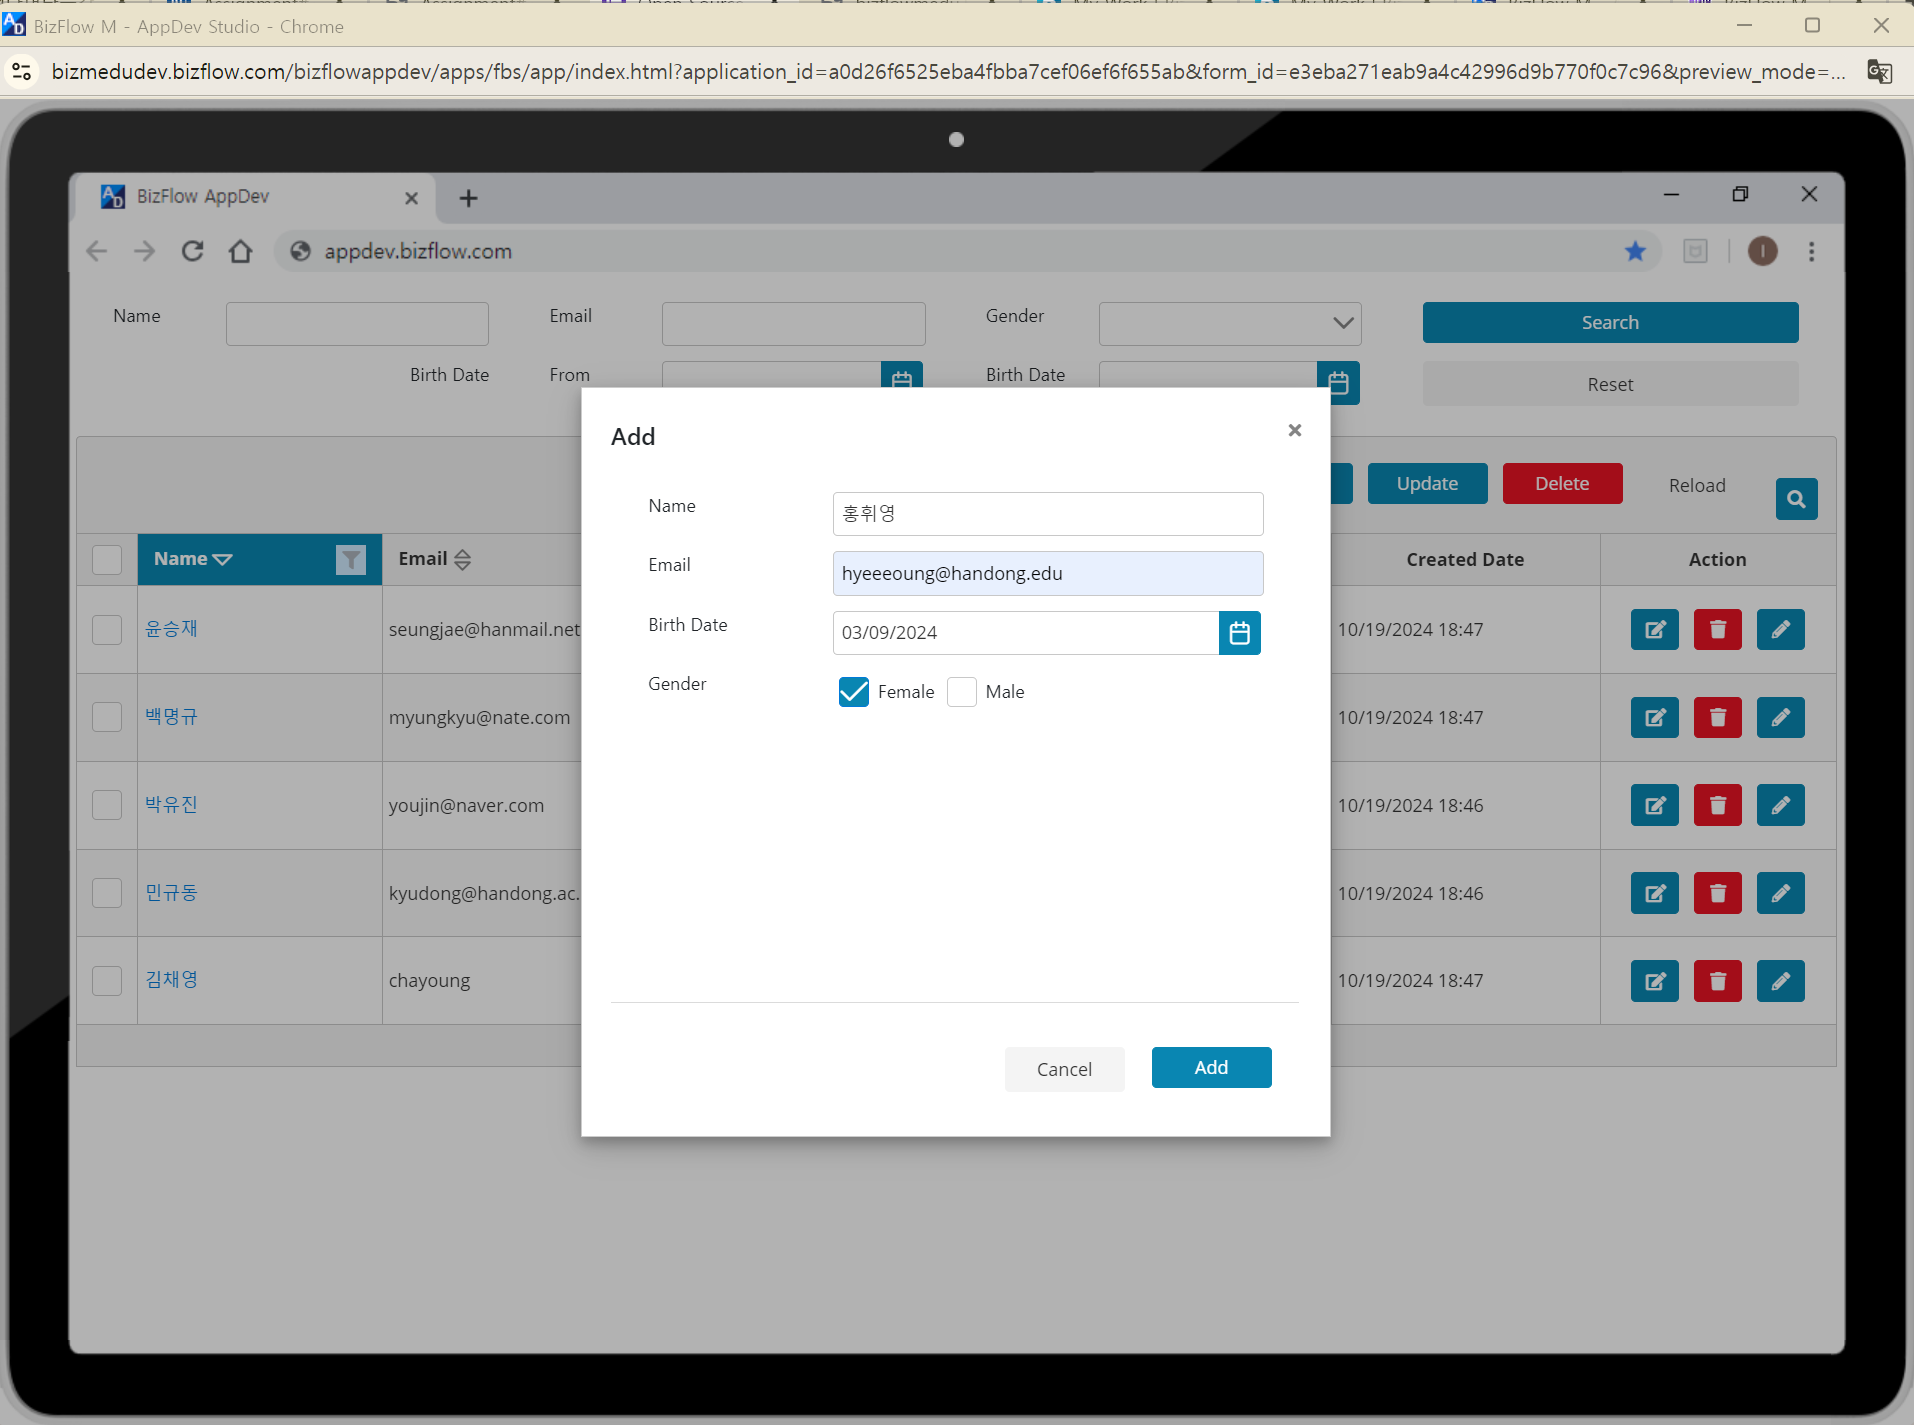 BizFlow M - AppDev Studio - Chrome
bizmedudev.bizflow.com/bizflowappdev/apps/fbs/app/index.html?application_id=a0d26f6525eba4fbba7cef06ef6f655ab&form_id=e3eba271eab9a4c42996d9b770f0c7c96&preview_mode=...
BizFlow AppDev
appdev.bizflow.com
Name Email Gender Search
Birth Date From Birth Date Reset
Add
Update Delete Reload
Name 홍휘영
Email hyeeeoung@handong.edu
Birth Date 03/09/2024
Gender Female Male
Cancel Add
Name Email Created Date Action
윤승재 seungjae@hanmail.net 10/19/2024 18:47
백명규 myungkyu@nate.com 10/19/2024 18:47
박유진 youjin@naver.com 10/19/2024 18:46
민규동 kyudong@handong.ac. 10/19/2024 18:46
김채영 chayoung 10/19/2024 18:47